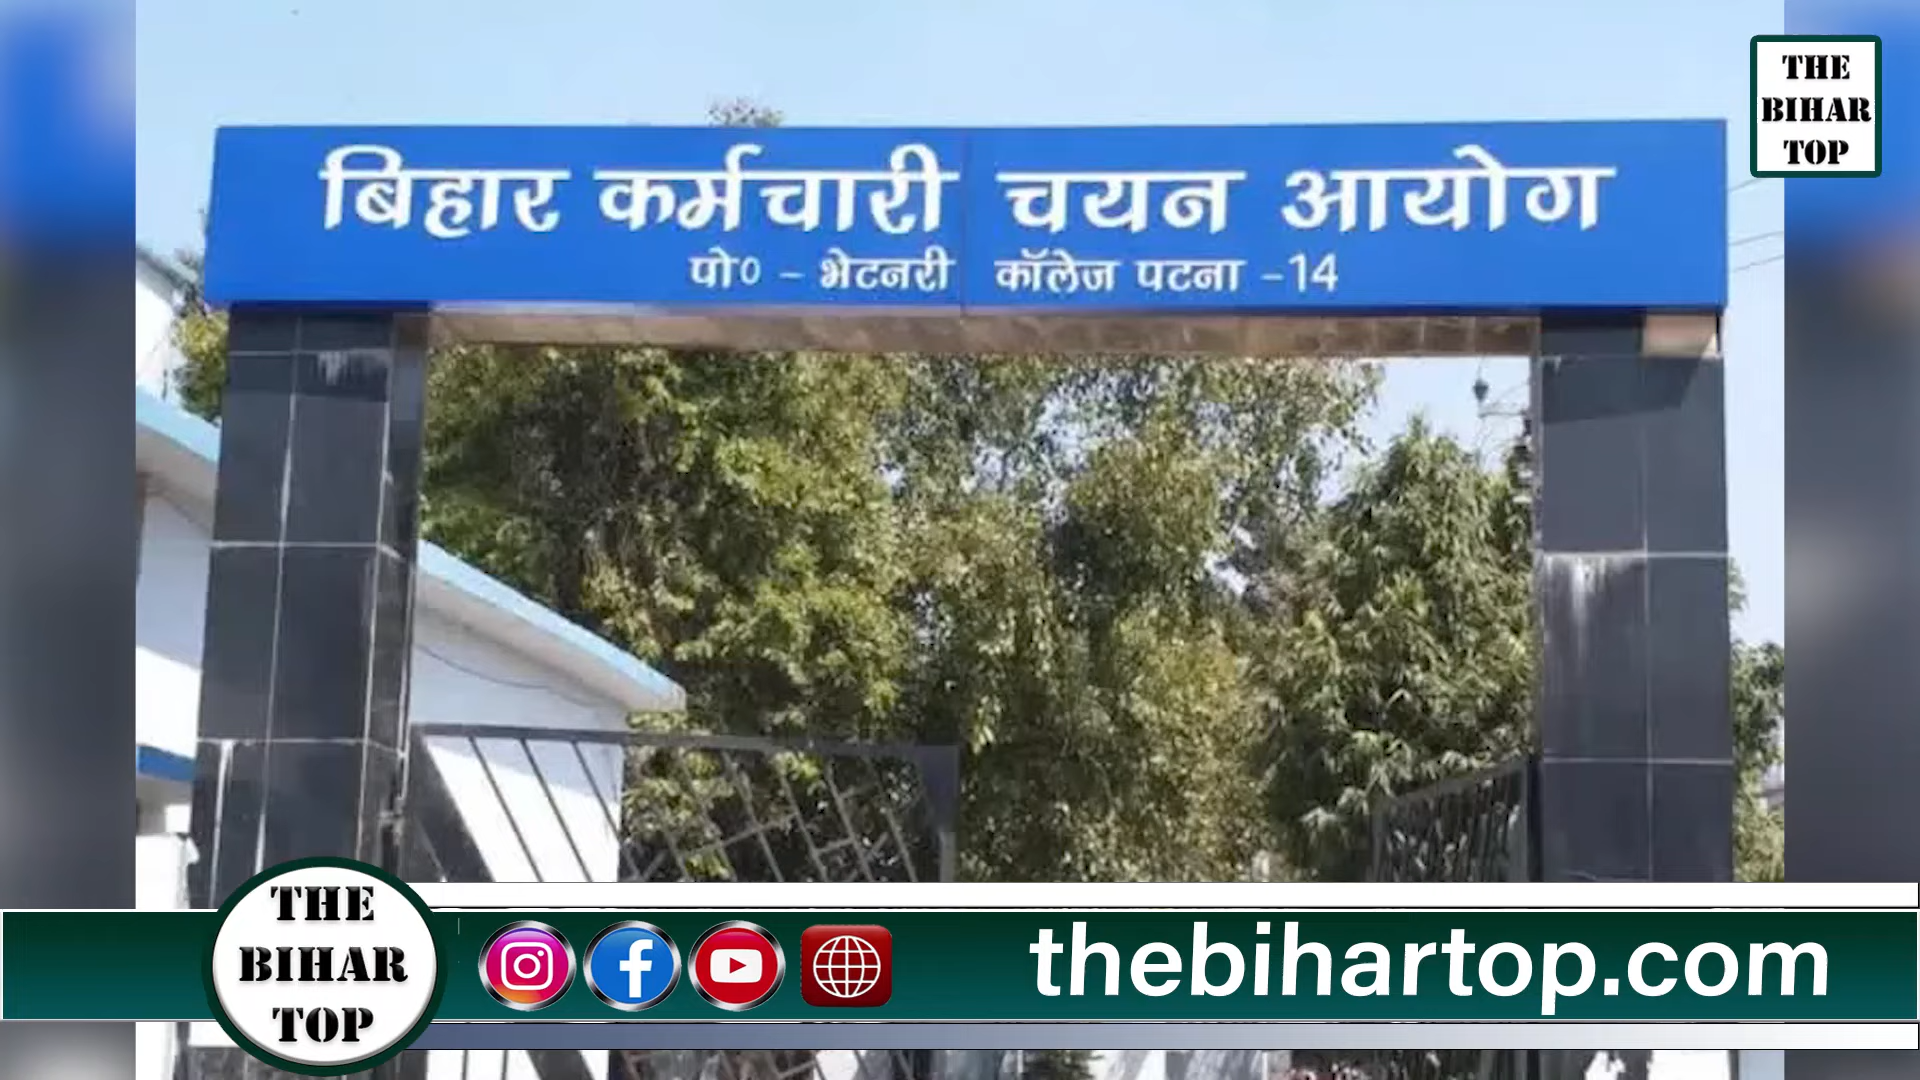 THE
BIHAR
TOP
बिहार कर्मचारी चयन आयोग
पो० - भेटनरी कॉलेज पटना -14
THE
BIHAR
TOP
thebihartop.com